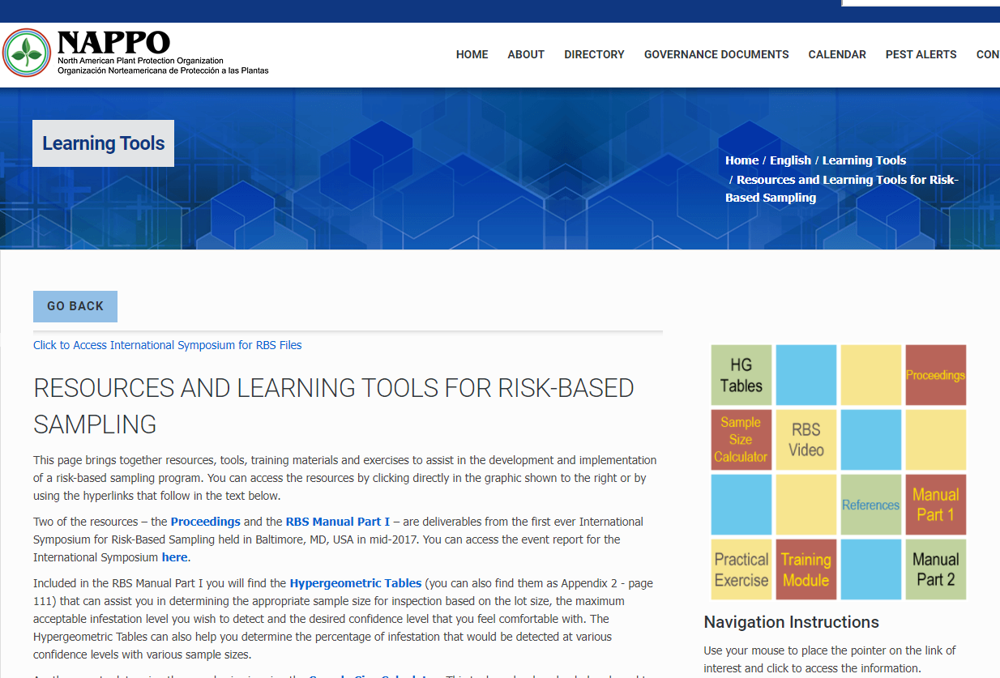 NAPPO
North American Plant Protection Organization
Organización Norteamericana de Protección a las Plantas
HOME ABOUT DIRECTORY GOVERNANCE DOCUMENTS CALENDAR PEST ALERTS CON
Learning Tools
Home / English / Learning Tools
/ Resources and Learning Tools for Risk-
Based Sampling
GO BACK
Click to Access International Symposium for RBS Files
RESOURCES AND LEARNING TOOLS FOR RISK-BASED
SAMPLING
This page brings together resources, tools, training materials and exercises to assist in the development and implementation
of a risk-based sampling program. You can access the resources by clicking directly in the graphic shown to the right or by
using the hyperlinks that follow in the text below.
Two of the resources – the Proceedings and the RBS Manual Part I – are deliverables from the first ever International
Symposium for Risk-Based Sampling held in Baltimore, MD, USA in mid-2017. You can access the event report for the
International Symposium here.
Included in the RBS Manual Part I you will find the Hypergeometric Tables (you can also find them as Appendix 2 - page
111) that can assist you in determining the appropriate sample size for inspection based on the lot size, the maximum
acceptable infestation level you wish to detect and the desired confidence level that you feel comfortable with. The
Hypergeometric Tables can also help you determine the percentage of infestation that would be detected at various
confidence levels with various sample sizes.
HG
Tables
Proceedings
Sample
Size
Calculator
RBS
Video
References
Manual
Part 1
Practical
Exercise
Training
Module
Manual
Part 2
Navigation Instructions
Use your mouse to place the pointer on the link of
interest and click to access the information.